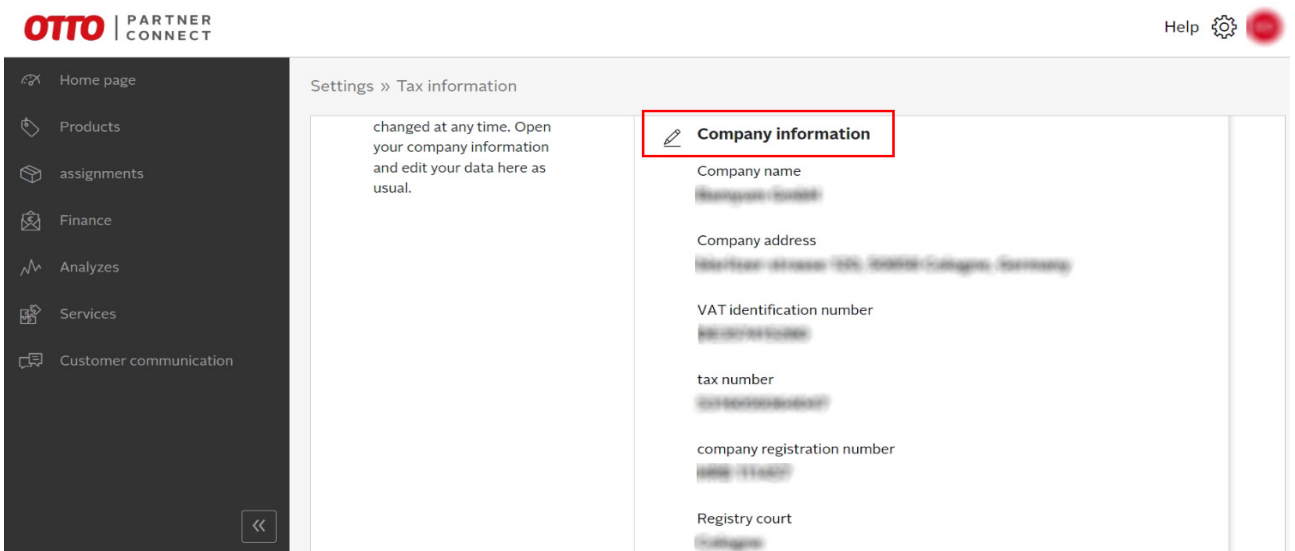 OTTO | PARTNER CONNECT
Help
Home page
Products
assignments
Finance
Analyzes
Services
Customer communication
Settings » Tax information
changed at any time. Open
your company information
and edit your data here as
usual.
Company information
Company name
Company address
VAT identification number
tax number
company registration number
Registry court